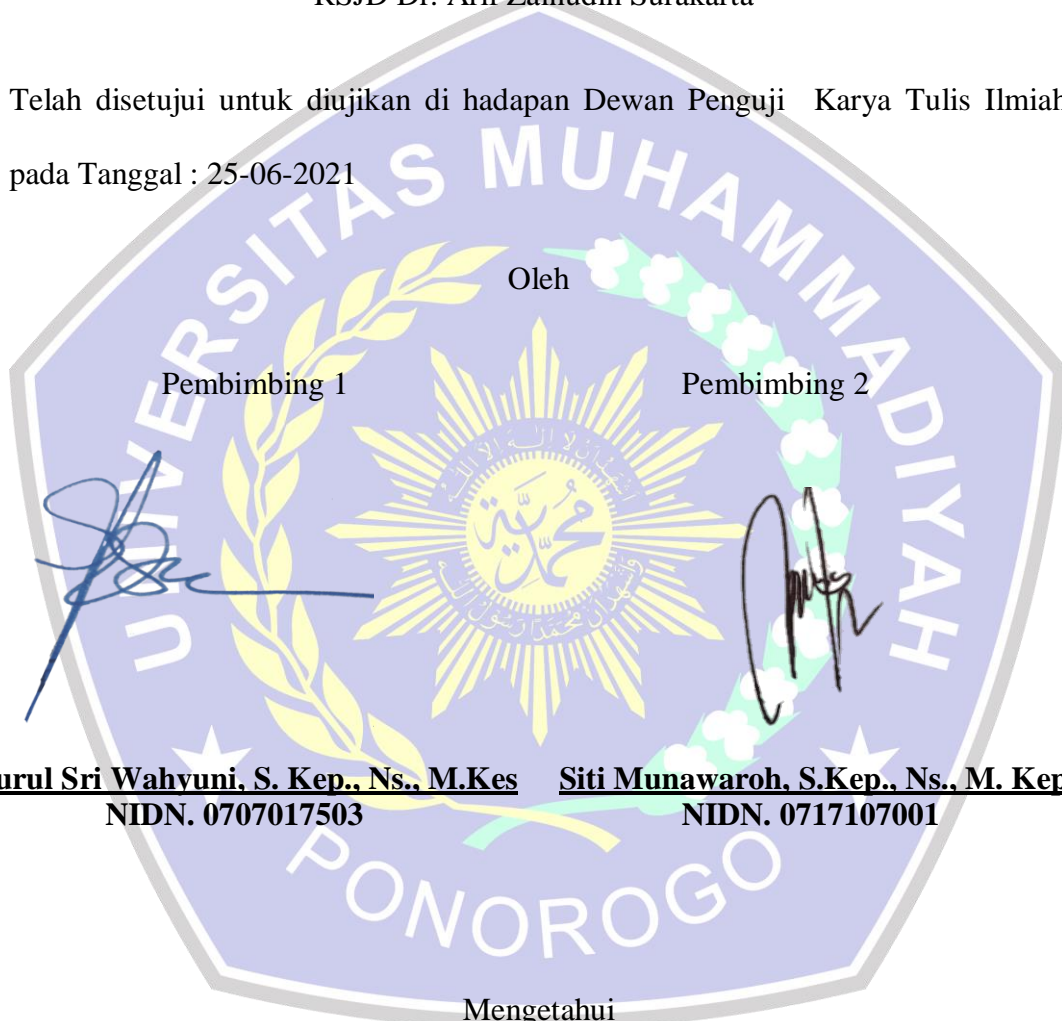 RSJD Dr. Arif Zainudin Surakarta
Telah disetujui untuk diujikan di hadapan Dewan Penguji Karya Tulis Ilmiah
pada Tanggal : 25-06-2021
Oleh
Pembimbing 1 Pembimbing 2
urul Sri Wahyuni, S. Kep., Ns., M.Kes Siti Munawaroh, S.Kep., Ns., M. Kep
NIDN. 0707017503 NIDN. 0717107001
Mengetahui
UNIVERSITAS MUHAMMADIYAH
PONOROGO
محمدية